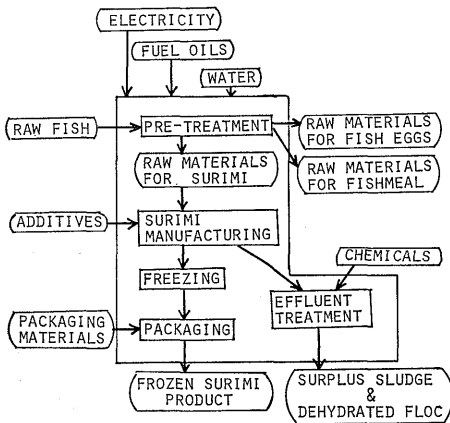 ELECTRICITY
FUEL OILS
WATER
RAW FISH
PRE-TREATMENT
RAW MATERIALS
FOR FISH EGGS
RAW MATERIALS
FOR SURIMI
RAW MATERIALS
FOR FISHMEAL
ADDITIVES
SURIMI
MANUFACTURING
CHEMICALS
FREEZING
EFFLUENT
TREATMENT
PACKAGING
MATERIALS
PACKAGING
FROZEN SURIMI
PRODUCT
SURPLUS SLUDGE
&
DEHYDRATED FLOC